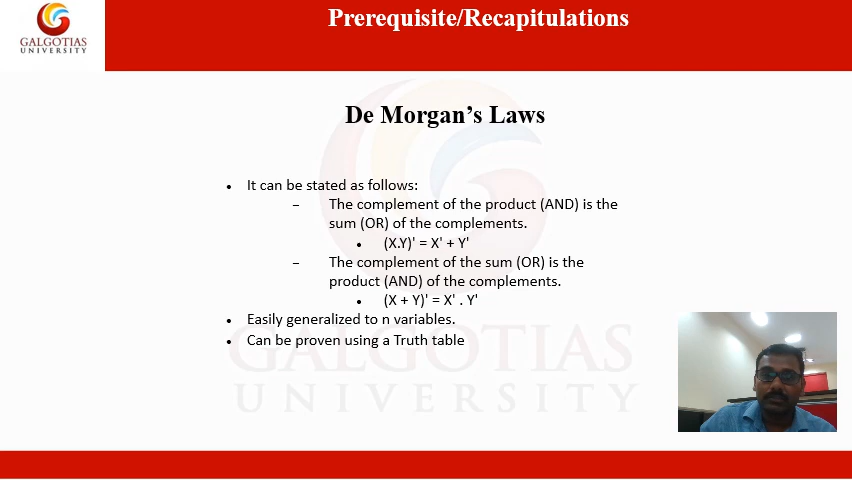 Prerequisite/Recapitulations
GALGOTIAS
UNIVERSITY
De Morgan’s Laws
• It can be stated as follows:
– The complement of the product (AND) is the
sum (OR) of the complements.
• (X.Y)' = X' + Y'
– The complement of the sum (OR) is the
product (AND) of the complements.
• (X + Y)' = X' . Y'
• Easily generalized to n variables.
• Can be proven using a Truth table
GALGOTIAS
UNIVERSITY